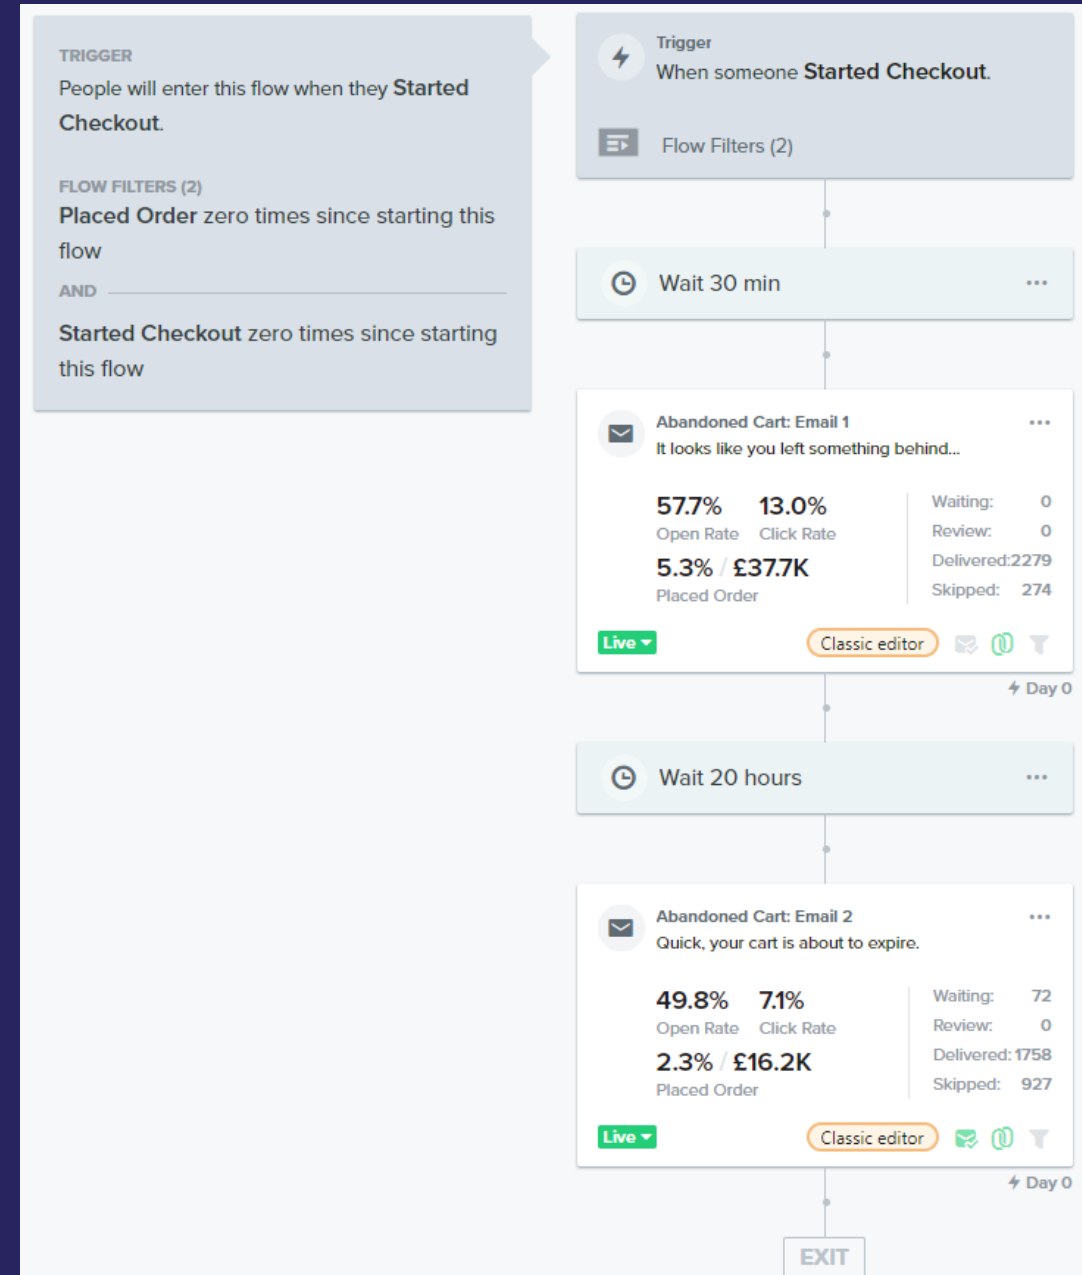 TRIGGER
People will enter this flow when they Started
Checkout.
FLOW FILTERS (2)
Placed Order zero times since starting this
flow
AND
Started Checkout zero times since starting
this flow
Trigger
When someone Started Checkout.
Flow Filters (2)
Wait 30 min
Abandoned Cart: Email 1
It looks like you left something behind...
57.7% 13.0%
Open Rate Click Rate
5.3% / £37.7K
Placed Order
Waiting: 0
Review: 0
Delivered: 2279
Skipped: 274
Live
Classic editor
Day 0
Wait 20 hours
Abandoned Cart: Email 2
Quick, your cart is about to expire.
49.8% 7.1%
Open Rate Click Rate
2.3% / £16.2K
Placed Order
Waiting: 72
Review: 0
Delivered: 1758
Skipped: 927
Live
Classic editor
Day 0
EXIT